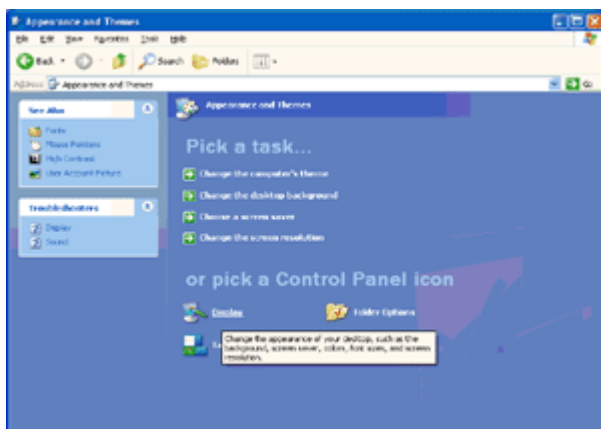 Appearance and Themes
File Edit View Favorites Tools Help
Back Search Folders
Address Appearance and Themes
See Also
Fonts
Mouse Pointers
High Contrast
User Account Picture
Troubleshooters
Display
Sound
Appearance and Themes
Pick a task...
Change the computer's theme
Change the desktop background
Choose a screen saver
Change the screen resolution
or pick a Control Panel icon
Display Folder Options
Change the appearance of your desktop, such as the
background, screen saver, colors, font sizes, and screen
resolution.